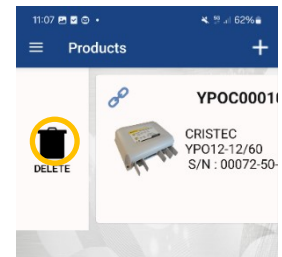 11:07
62%
Products
YPOC0001
CRISTEC
YPO12-12/60
S/N : 00072-50-
DELETE